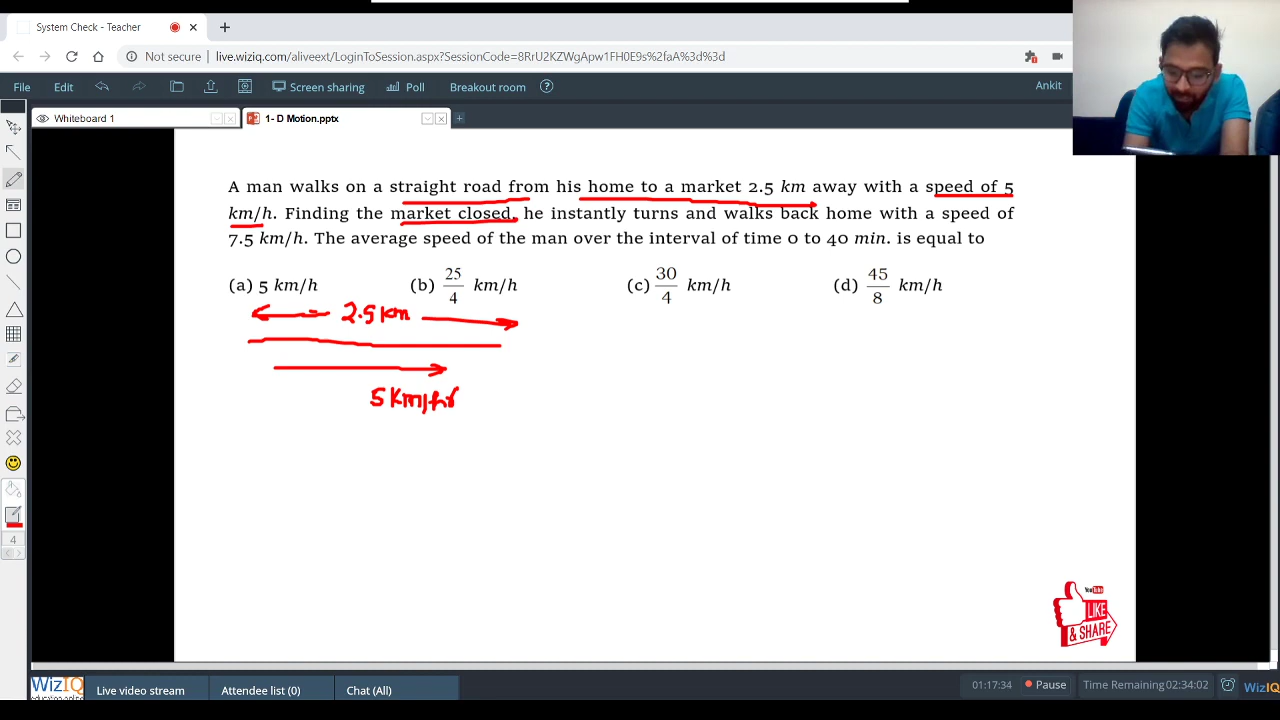 System Check - Teacher
Not secure live.wiziq.com/aliveext/LoginToSession.aspx?SessionCode=8RrU2KZWgApw1FH0E9s%2faA%3d%3d
File Edit Screen sharing Poll Breakout room Ankit
Whiteboard 1 1- D Motion.pptx
A man walks on a straight road from his home to a market 2.5 km away with a speed of 5
km/h. Finding the market closed, he instantly turns and walks back home with a speed of
7.5 km/h. The average speed of the man over the interval of time 0 to 40 min. is equal to
(a) 5 km/h (b) 25/4 km/h (c) 30/4 km/h (d) 45/8 km/h
2.5 km
5 Km/hr
You Tube
LIKE
& SHARE
4
WizIQ
education.online
Live video stream Attendee list (0) Chat (All) 01:17:34 Pause Time Remaining 02:34:02 WizIQ